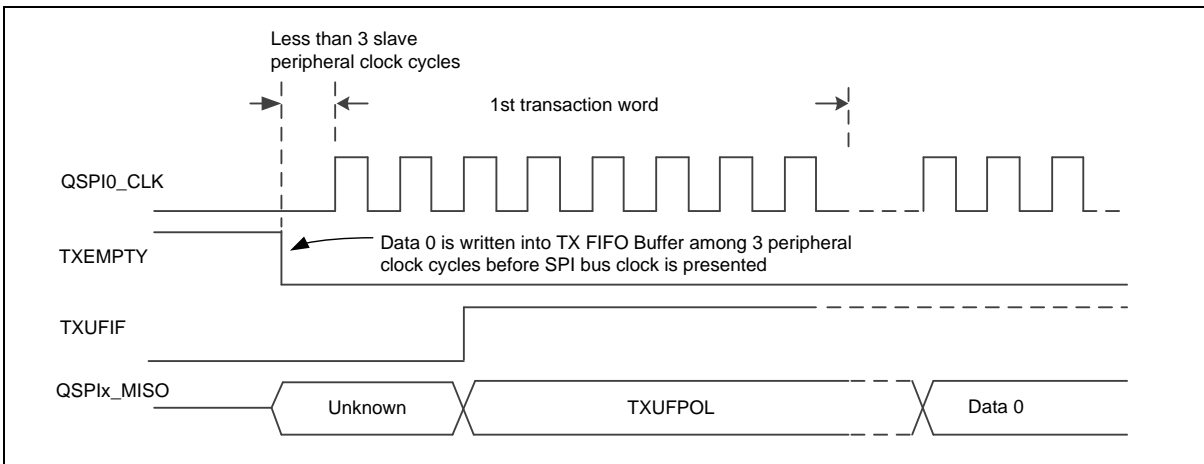 Less than 3 slave
peripheral clock cycles
1st transaction word
QSPI0_CLK
TXEMPTY
Data 0 is written into TX FIFO Buffer among 3 peripheral
clock cycles before SPI bus clock is presented
TXUFIF
QSPIx_MISO
Unknown
TXUFPOL
Data 0